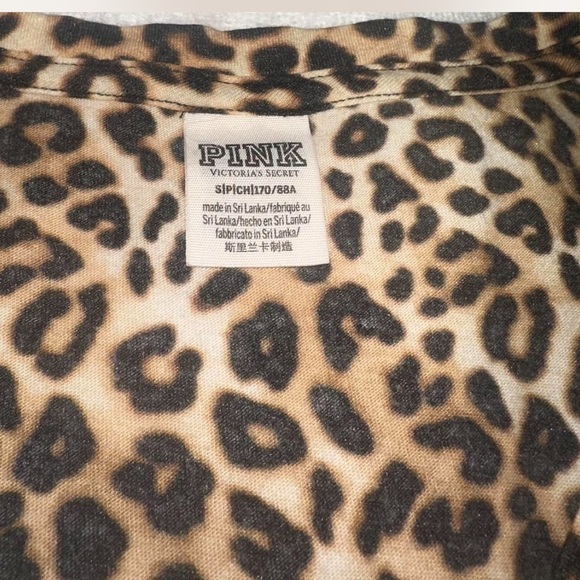 PINK
VICTORIA'S SECRET
S|P|CH|170/88A
made in Sri Lanka/fabriqué au
Sri Lanka/hecho en Sri Lanka/
fabbricato in Sri Lanka/
斯里兰卡制造